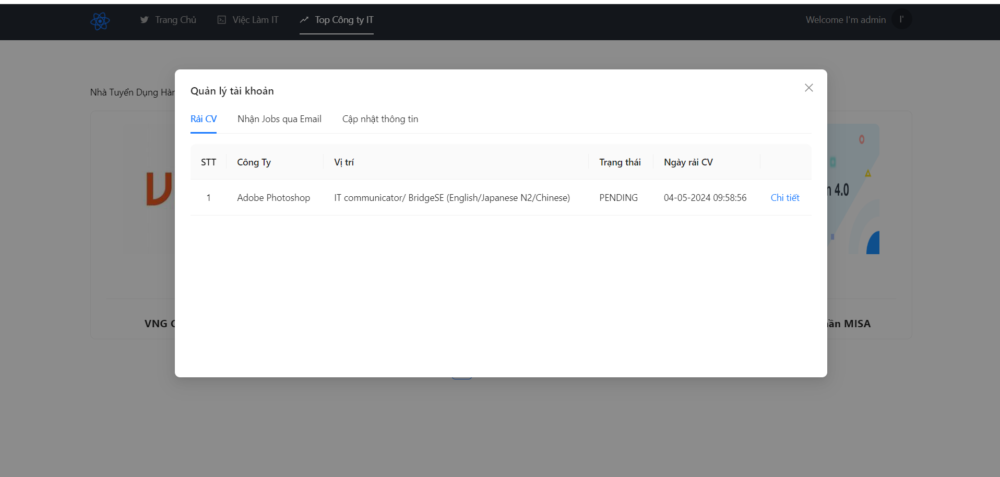 Trang Chủ Việc Làm IT Top Công ty IT Welcome I'm admin I'
Nhà Tuyển Dụng
Quản lý tài khoản
Rải CV Nhận Jobs qua Email Cập nhật thông tin
STT Công Ty Vị trí Trạng thái Ngày rải CV
1 Adobe Photoshop IT communicator/ BridgeSE (English/Japanese N2/Chinese) PENDING 04-05-2024 09:58:56 Chi tiết
4.0
VNG MISA